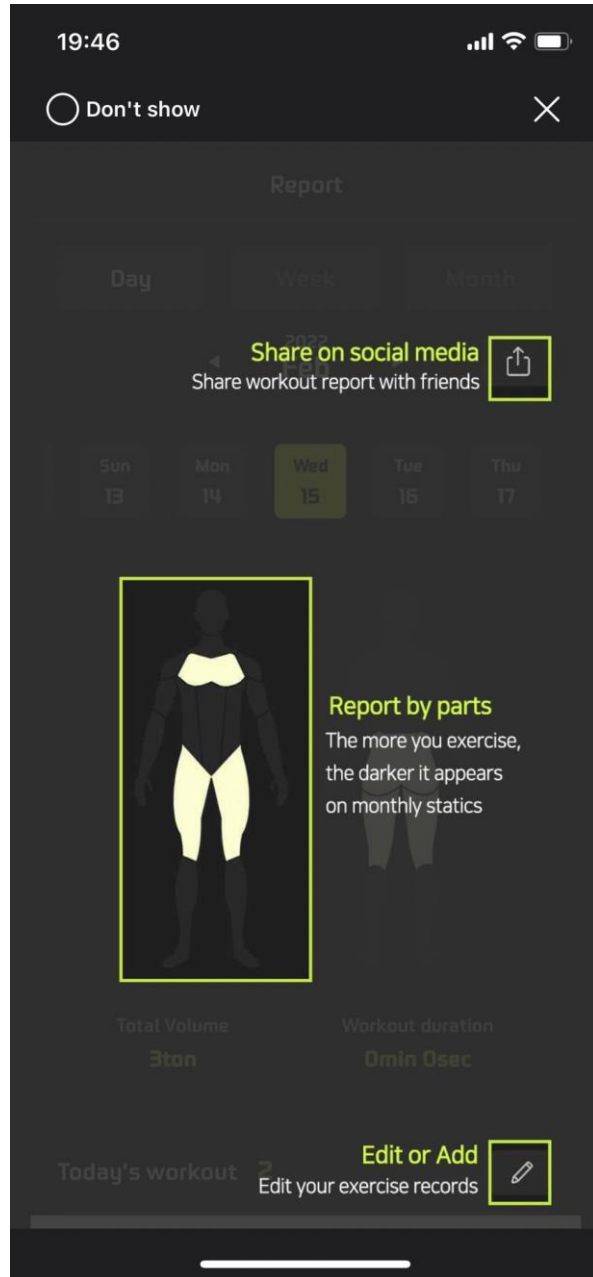 19:46
Don't show
Report
Day Week Month
2022
Share on social media
Feb
Share workout report with friends
Sun Mon Wed Tue Thu
13 14 15 16 17
Report by parts
The more you exercise,
the darker it appears
on monthly statics
Total Volume Workout duration
3ton 0min 0sec
Edit or Add
Today's workout 2
Edit your exercise records